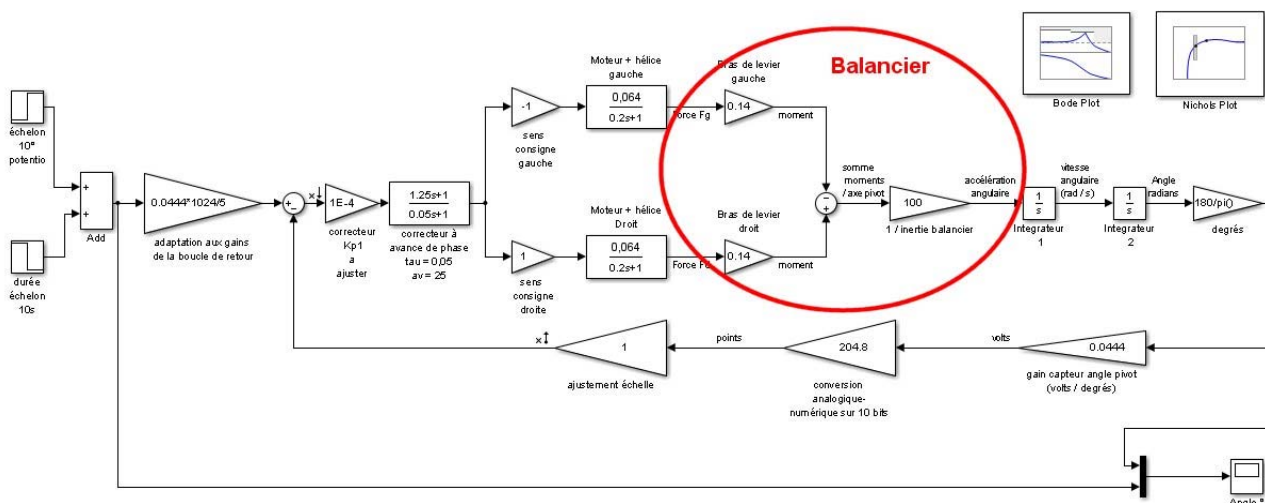 Balancier
Bode Plot
Nichols Plot
échelon
10°
potentio
durée
échelon
10s
+
+
Add
0.0444*1024/5
adaptation aux gains
de la boucle de retour
+
-
1E-4
correcteur
Kp1
a
ajuster
1.25s+1
0.05s+1
correcteur à
avance de phase
tau = 0,05
av = 25
-1
sens
consigne
gauche
1
sens
consigne
droite
Moteur + hélice
gauche
0,064
0.2s+1
Force Fg
Moteur + hélice
Droit
0,064
0.2s+1
Bras de levier
gauche
0.14
moment
Bras de levier
droit
0.14
moment
-
+
somme
moments
/ axe pivot
100
1 / inertie balancier
accélération
angulaire
1
s
Integrateur
1
vitesse
angulaire
(rad / s)
1
s
Integrateur
2
Angle
radians
180/pi()
degrés
1
ajustement échelle
points
204.8
conversion
analogique-
numérique sur 10 bits
volts
0.0444
gain capteur angle pivot
(volts / degrés)